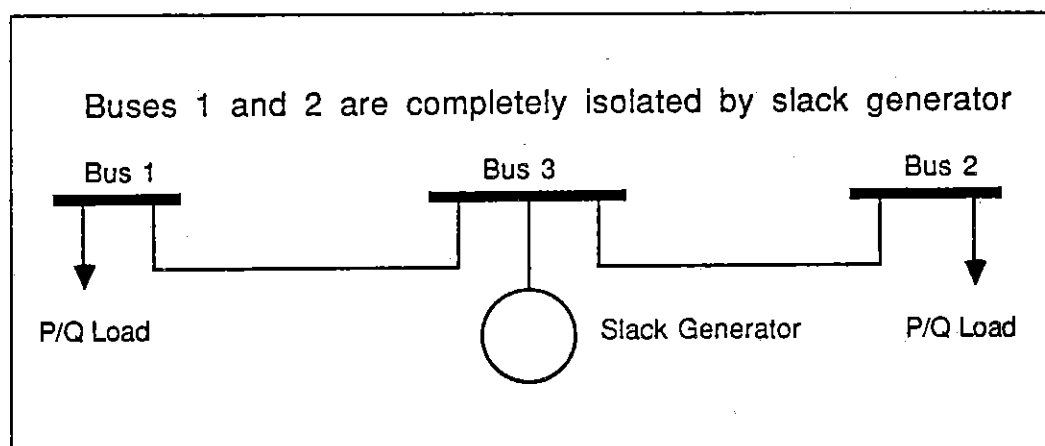 Buses 1 and 2 are completely isolated by slack generator
Bus 1
Bus 3
Bus 2
P/Q Load
Slack Generator
P/Q Load